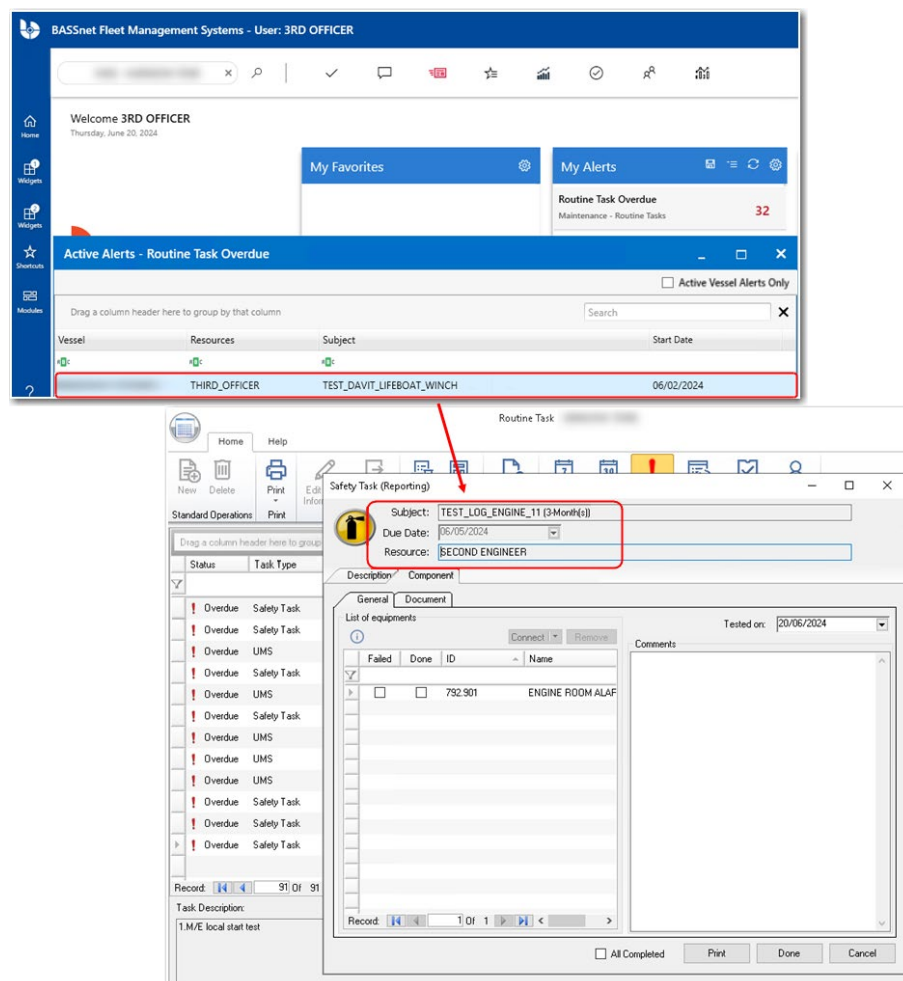 BASSnet Fleet Management Systems - User: 3RD OFFICER
Home
Widgets
Widgets
Shortcuts
Modules
Welcome 3RD OFFICER
Thursday, June 20, 2024
My Favorites
My Alerts
Routine Task Overdue
Maintenance - Routine Tasks
32
Active Alerts - Routine Task Overdue
Active Vessel Alerts Only
Drag a column header here to group by that column
Search
Vessel Resources Subject Start Date
THIRD_OFFICER TEST_DAVIT_LIFEBOAT_WINCH 06/02/2024
Routine Task
Home Help
New Delete Print
Standard Operations Print
Drag a column header here to group
Status Task Type
Overdue Safety Task
Overdue Safety Task
Overdue UMS
Overdue Safety Task
Overdue UMS
Overdue Safety Task
Overdue UMS
Overdue UMS
Overdue UMS
Overdue Safety Task
Overdue Safety Task
Overdue Safety Task
Record: 91 Of 91
Task Description:
1.M/E local start test
Safety Task (Reporting)
Subject: TEST_LOG_ENGINE_11 (3-Month(s))
Due Date: 06/05/2024
Resource: SECOND ENGINEER
Description Component
General Document
List of equipments
Connect Remove
Failed Done ID Name
792.901 ENGINE ROOM ALAF
Record: 1 Of 1
Tested on: 20/06/2024
Comments
All Completed Print Done Cancel